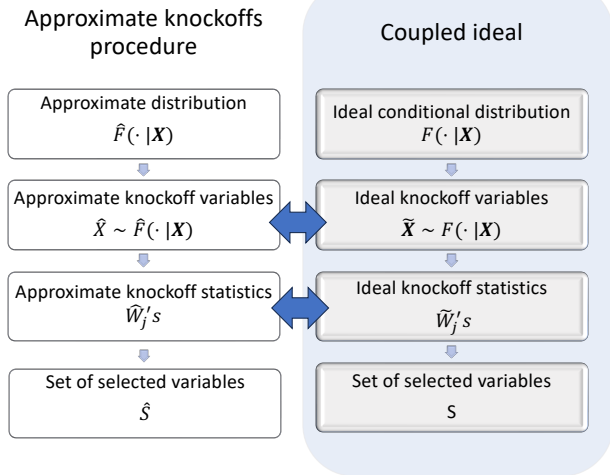 Approximate knockoffs
procedure
Approximate distribution
F̂(· |𝑿)
Approximate knockoff variables
X̂ ~ F̂(· |𝑿)
Approximate knockoff statistics
Ŵⱼ′s
Set of selected variables
Ŝ
Coupled ideal
Ideal conditional distribution
F(· |𝑿)
Ideal knockoff variables
𝑿̃ ~ F(· |𝑿)
Ideal knockoff statistics
W̃ⱼ′s
Set of selected variables
S